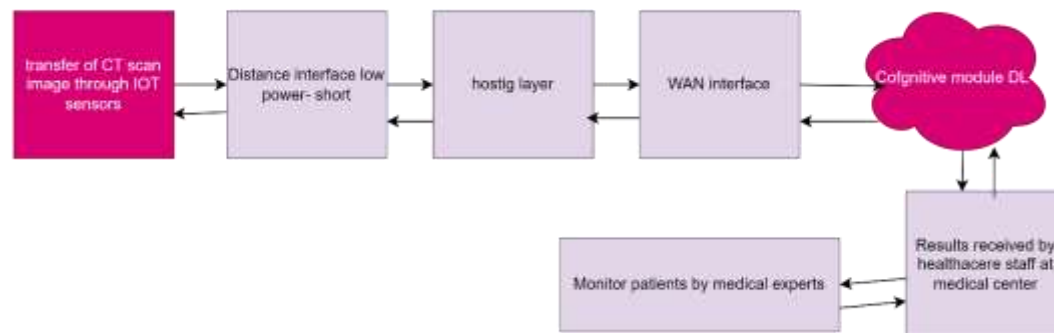 transfer of CT scan
image through IOT
sensors
Distance interface low
power- short
hostig layer
WAN interface
Cofgnitive module DL
Results received by
healthacere staff at
medical center
Monitor patients by medical experts